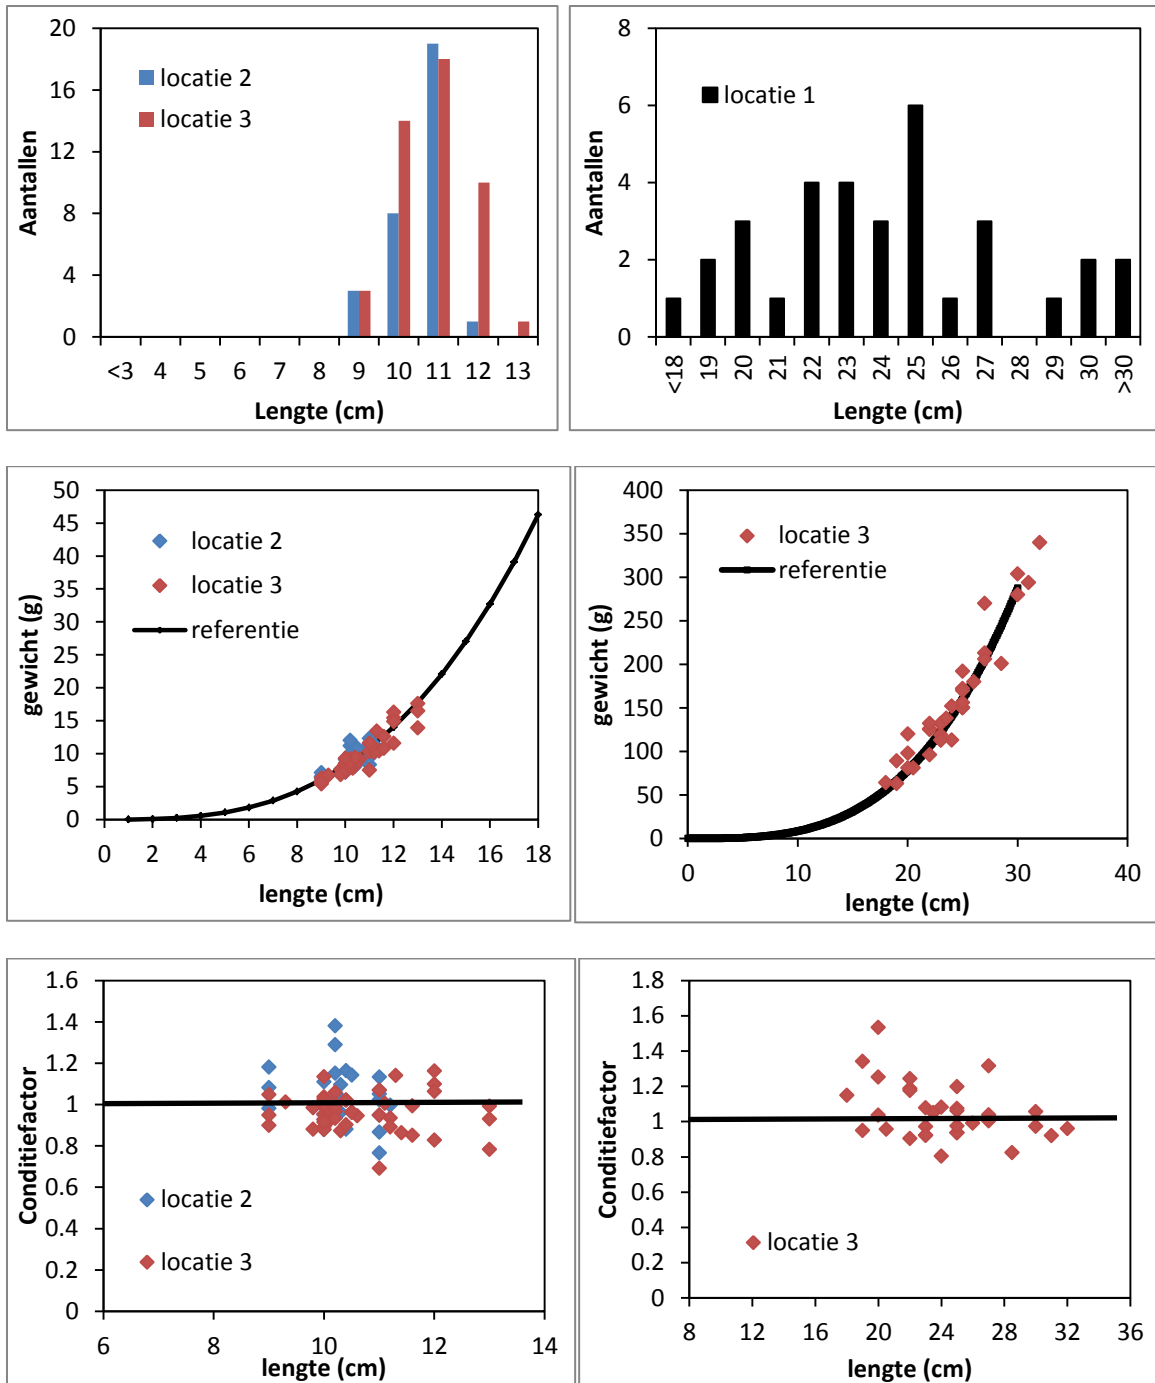 Aantallen
20
16
12
8
4
0
locatie 2
locatie 3
<3 4 5 6 7 8 9 10 11 12 13
Lengte (cm)
Aantallen
8
6
4
2
0
locatie 1
<18 19 20 21 22 23 24 25 26 27 28 29 30 >30
Lengte (cm)
gewicht (g)
50
45
40
35
30
25
20
15
10
5
0
locatie 2
locatie 3
referentie
0 2 4 6 8 10 12 14 16 18
lengte (cm)
gewicht (g)
400
350
300
250
200
150
100
50
0
locatie 3
referentie
0 10 20 30 40
lengte (cm)
Conditiefactor
1.6
1.4
1.2
1
0.8
0.6
0.4
0.2
0
locatie 2
locatie 3
6 8 10 12 14
lengte (cm)
Conditiefactor
1.8
1.6
1.4
1.2
1
0.8
0.6
0.4
0.2
0
locatie 3
8 12 16 20 24 28 32 36
lengte (cm)